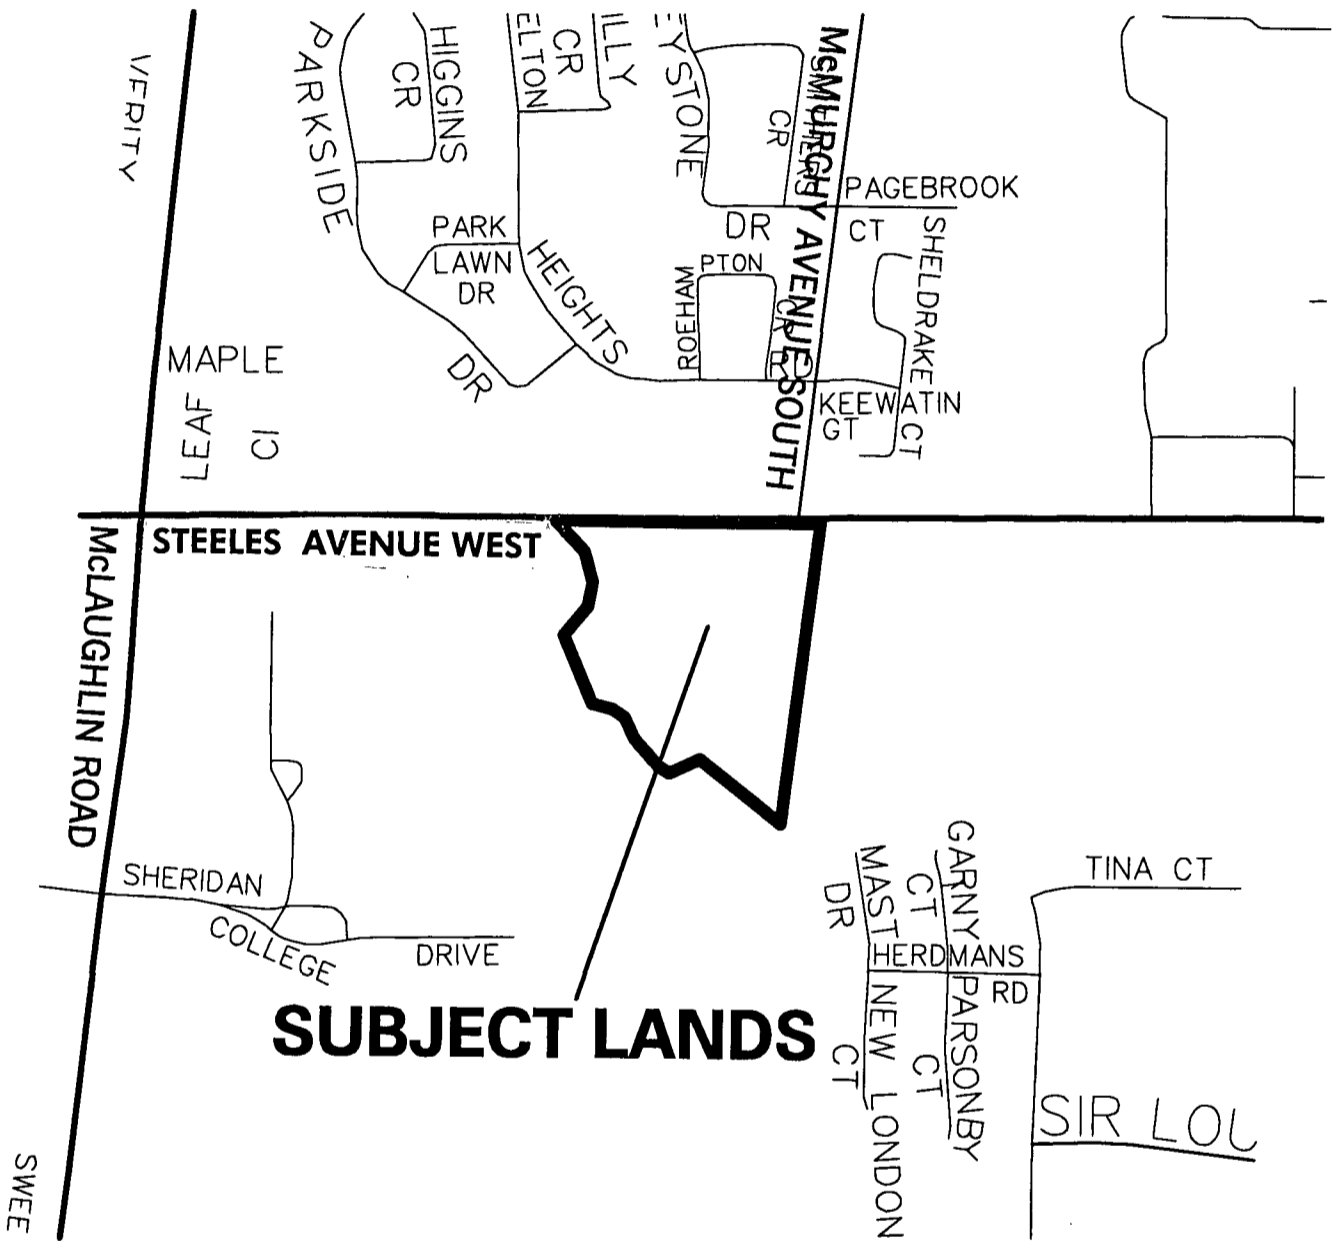 VERITY
PARKSIDE
DR
HIGGINS
CR
ELTON
CR
ILLY
EYSTONE
CR
McMURCHY AVENUE SOUTH
PAGEBROOK
CT
DR
SHELDRAKE
CT
PARK
LAWN
DR
HEIGHTS
ROEHAM
PTON
CR
MAPLE
LEAF
CI
KEEWATIN
GT
STEELES AVENUE WEST
McLAUGHLIN ROAD
SHERIDAN
COLLEGE
DRIVE
SUBJECT LANDS
MAST
DR
GARNY
CT
TINA CT
HERDMANS
RD
NEW LONDON
CT
PARSONBY
CT
SIR LOU
SWEE